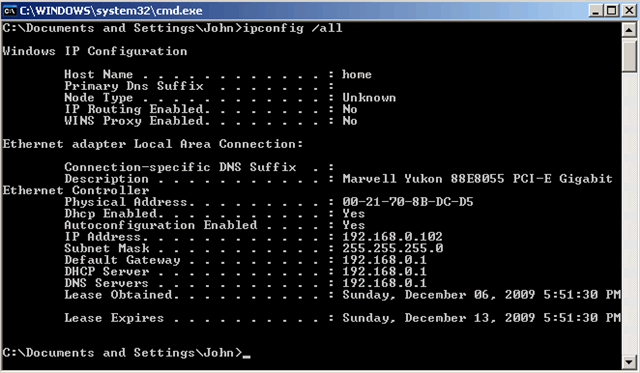 C:\WINDOWS\system32\cmd.exe
C:\Documents and Settings\John>ipconfig /all
Windows IP Configuration
Host Name . . . . . . . . . . . . : home
Primary Dns Suffix  . . . . . . . :
Node Type . . . . . . . . . . . . : Unknown
IP Routing Enabled. . . . . . . . : No
WINS Proxy Enabled. . . . . . . . : No
Ethernet adapter Local Area Connection:
Connection-specific DNS Suffix  . :
Description . . . . . . . . . . . : Marvell Yukon 88E8055 PCI-E Gigabit
Ethernet Controller
Physical Address. . . . . . . . . : 00-21-70-8B-DC-D5
Dhcp Enabled. . . . . . . . . . . : Yes
Autoconfiguration Enabled . . . . : Yes
IP Address. . . . . . . . . . . . : 192.168.0.102
Subnet Mask . . . . . . . . . . . : 255.255.255.0
Default Gateway . . . . . . . . . : 192.168.0.1
DHCP Server . . . . . . . . . . . : 192.168.0.1
DNS Servers . . . . . . . . . . . : 192.168.0.1
Lease Obtained. . . . . . . . . . : Sunday, December 06, 2009 5:51:30 PM
Lease Expires . . . . . . . . . . : Sunday, December 13, 2009 5:51:30 PM
C:\Documents and Settings\John>_